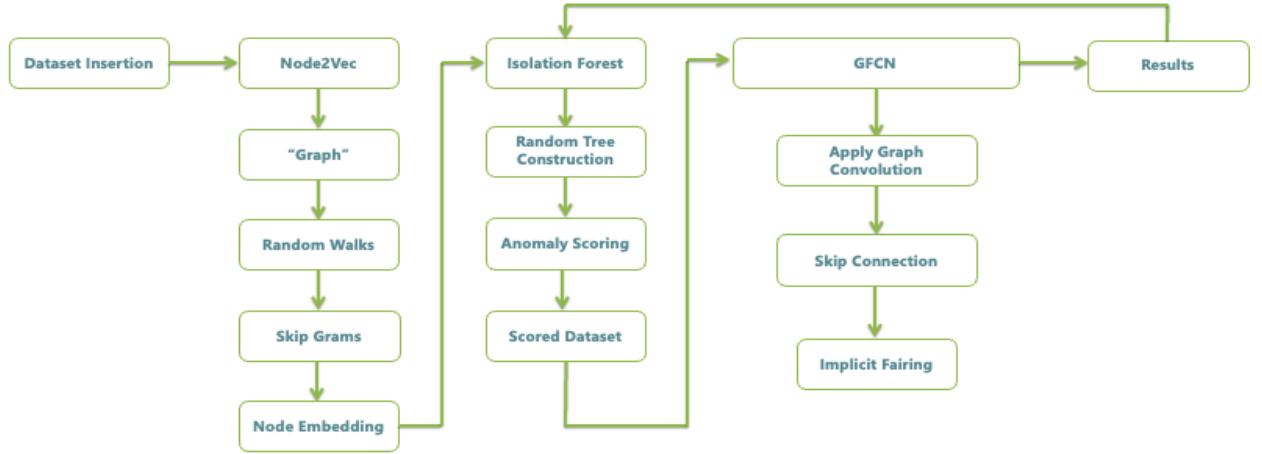 Dataset Insertion
Node2Vec
"Graph"
Random Walks
Skip Grams
Node Embedding
Isolation Forest
Random Tree
Construction
Anomaly Scoring
Scored Dataset
GFCN
Apply Graph
Convolution
Skip Connection
Implicit Fairing
Results